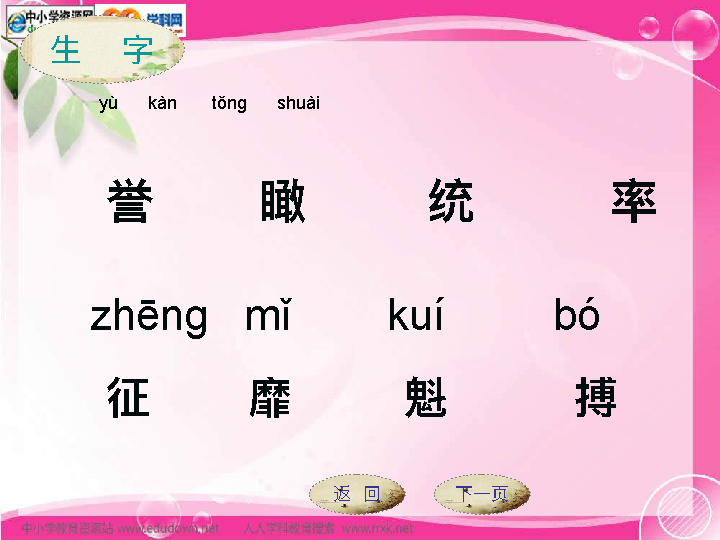 中小学资源网 学科网
生 字
yù kàn tǒng shuài
誉 瞰 统 率
zhēng mǐ kuí bó
征 靡 魁 搏
返 回 下一页
中小学教育资源站 www.edudown.net 人人学科教育搜索 www.rrxk.net